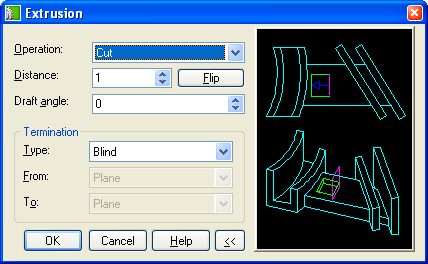 Extrusion
Operation: Cut
Distance: 1 Flip
Draft angle: 0
Termination
Type: Blind
From: Plane
To: Plane
OK Cancel Help <<